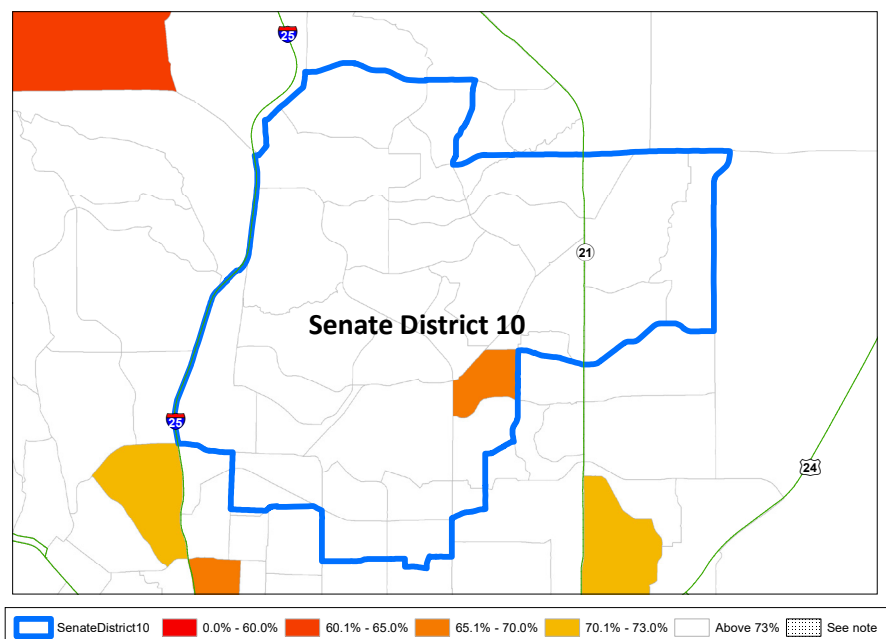 25
21
Senate District 10
25
24
SenateDistrict10 0.0% - 60.0% 60.1% - 65.0% 65.1% - 70.0% 70.1% - 73.0% Above 73% See note